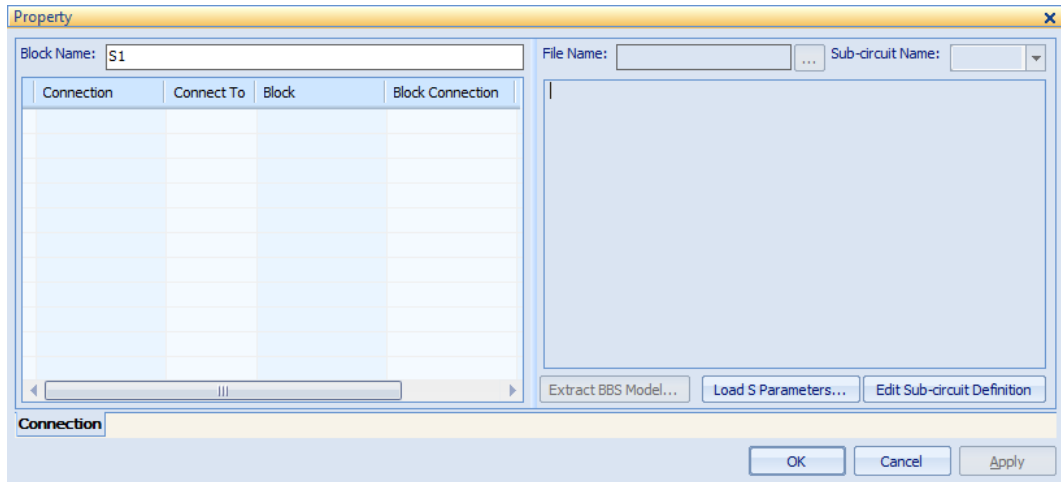 Property
Block Name: S1
File Name: ... Sub-circuit Name:
Connection Connect To Block Block Connection
Extract BBS Model... Load S Parameters... Edit Sub-circuit Definition
Connection
OK Cancel Apply